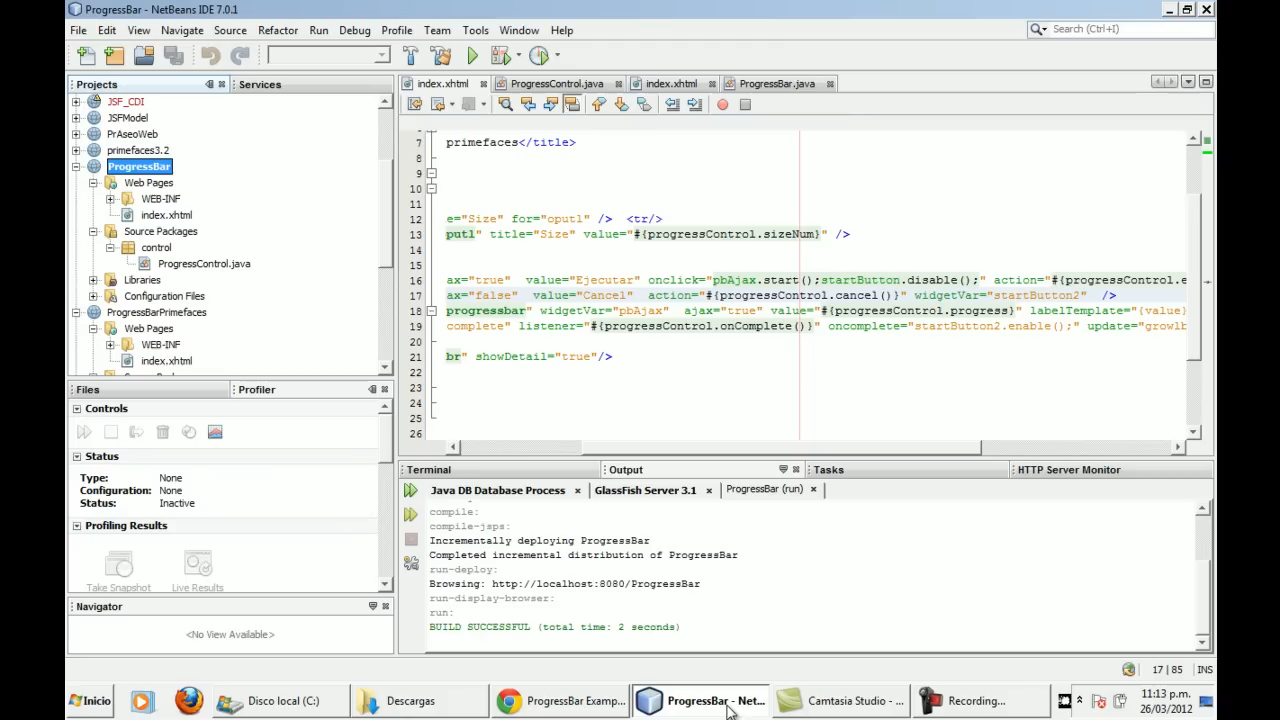 ProgressBar - NetBeans IDE 7.0.1
File Edit View Navigate Source Refactor Run Debug Profile Team Tools Window Help
Search (Ctrl+I)
Projects
Services
JSF_CDI
JSFModel
PrAseoWeb
primefaces3.2
ProgressBar
Web Pages
WEB-INF
index.xhtml
Source Packages
control
ProgressControl.java
Libraries
Configuration Files
ProgressBarPrimefaces
Web Pages
WEB-INF
index.xhtml
Files
Profiler
Controls
Status
Type: None
Configuration: None
Status: Inactive
Profiling Results
Take Snapshot
Live Results
Navigator
<No View Available>
index.xhtml
ProgressControl.java
index.xhtml
ProgressBar.java
7 primefaces</title>
8
9
10
11
12 e="Size" for="oputl" /> <tr/>
13 putl" title="Size" value="#{progressControl.sizeNum}" />
14
15
16 ax="true" value="Ejecutar" onclick="pbAjax.start();startButton.disable();" action="#{progressControl.e
17 ax="false" value="Cancel" action="#{progressControl.cancel()}" widgetVar="startButton2" />
18 progressbar" widgetVar="pbAjax" ajax="true" value="#{progressControl.progress}" labelTemplate="{value}
19 complete" listener="#{progressControl.onComplete()}" oncomplete="startButton2.enable();" update="growlb
20
21 br" showDetail="true"/>
22
23
24
25
26
Terminal
Output
Tasks
HTTP Server Monitor
Java DB Database Process
GlassFish Server 3.1
ProgressBar (run)
compile:
compile-jsps:
Incrementally deploying ProgressBar
Completed incremental distribution of ProgressBar
run-deploy:
Browsing: http://localhost:8080/ProgressBar
run-display-browser:
run:
BUILD SUCCESSFUL (total time: 2 seconds)
17 | 85 INS
Inicio
Disco local (C:)
Descargas
ProgressBar Examp...
ProgressBar - Net...
Camtasia Studio - ...
Recording...
11:13 p.m.
26/03/2012